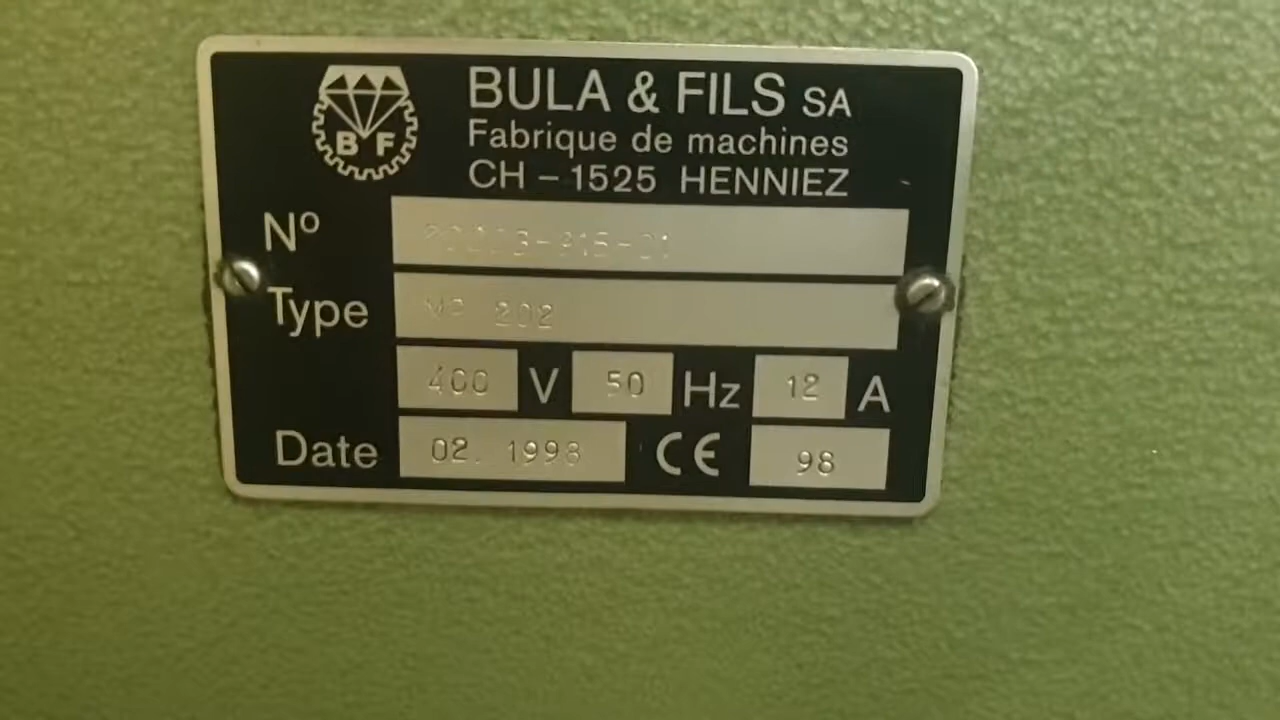 B F
BULA & FILS SA
Fabrique de machines
CH – 1525 HENNIEZ
Nº
Type 202
400 V 50 Hz 12 A
Date 02. 1998 CE 98